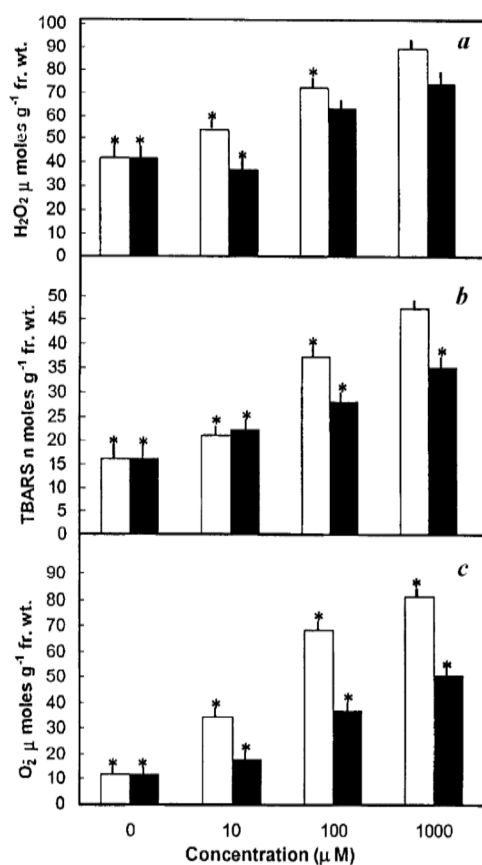 a
H₂O₂ μ moles g⁻¹ fr. wt.
100
90
80
70
60
50
40
30
20
10
0
* * * * *
b
TBARS n moles g⁻¹ fr. wt.
50
45
40
35
30
25
20
15
10
5
0
* * * * * * *
c
O₂⁻ μ moles g⁻¹ fr. wt.
90
80
70
60
50
40
30
20
10
0
* * * * * * * *
0 10 100 1000
Concentration (μ M)